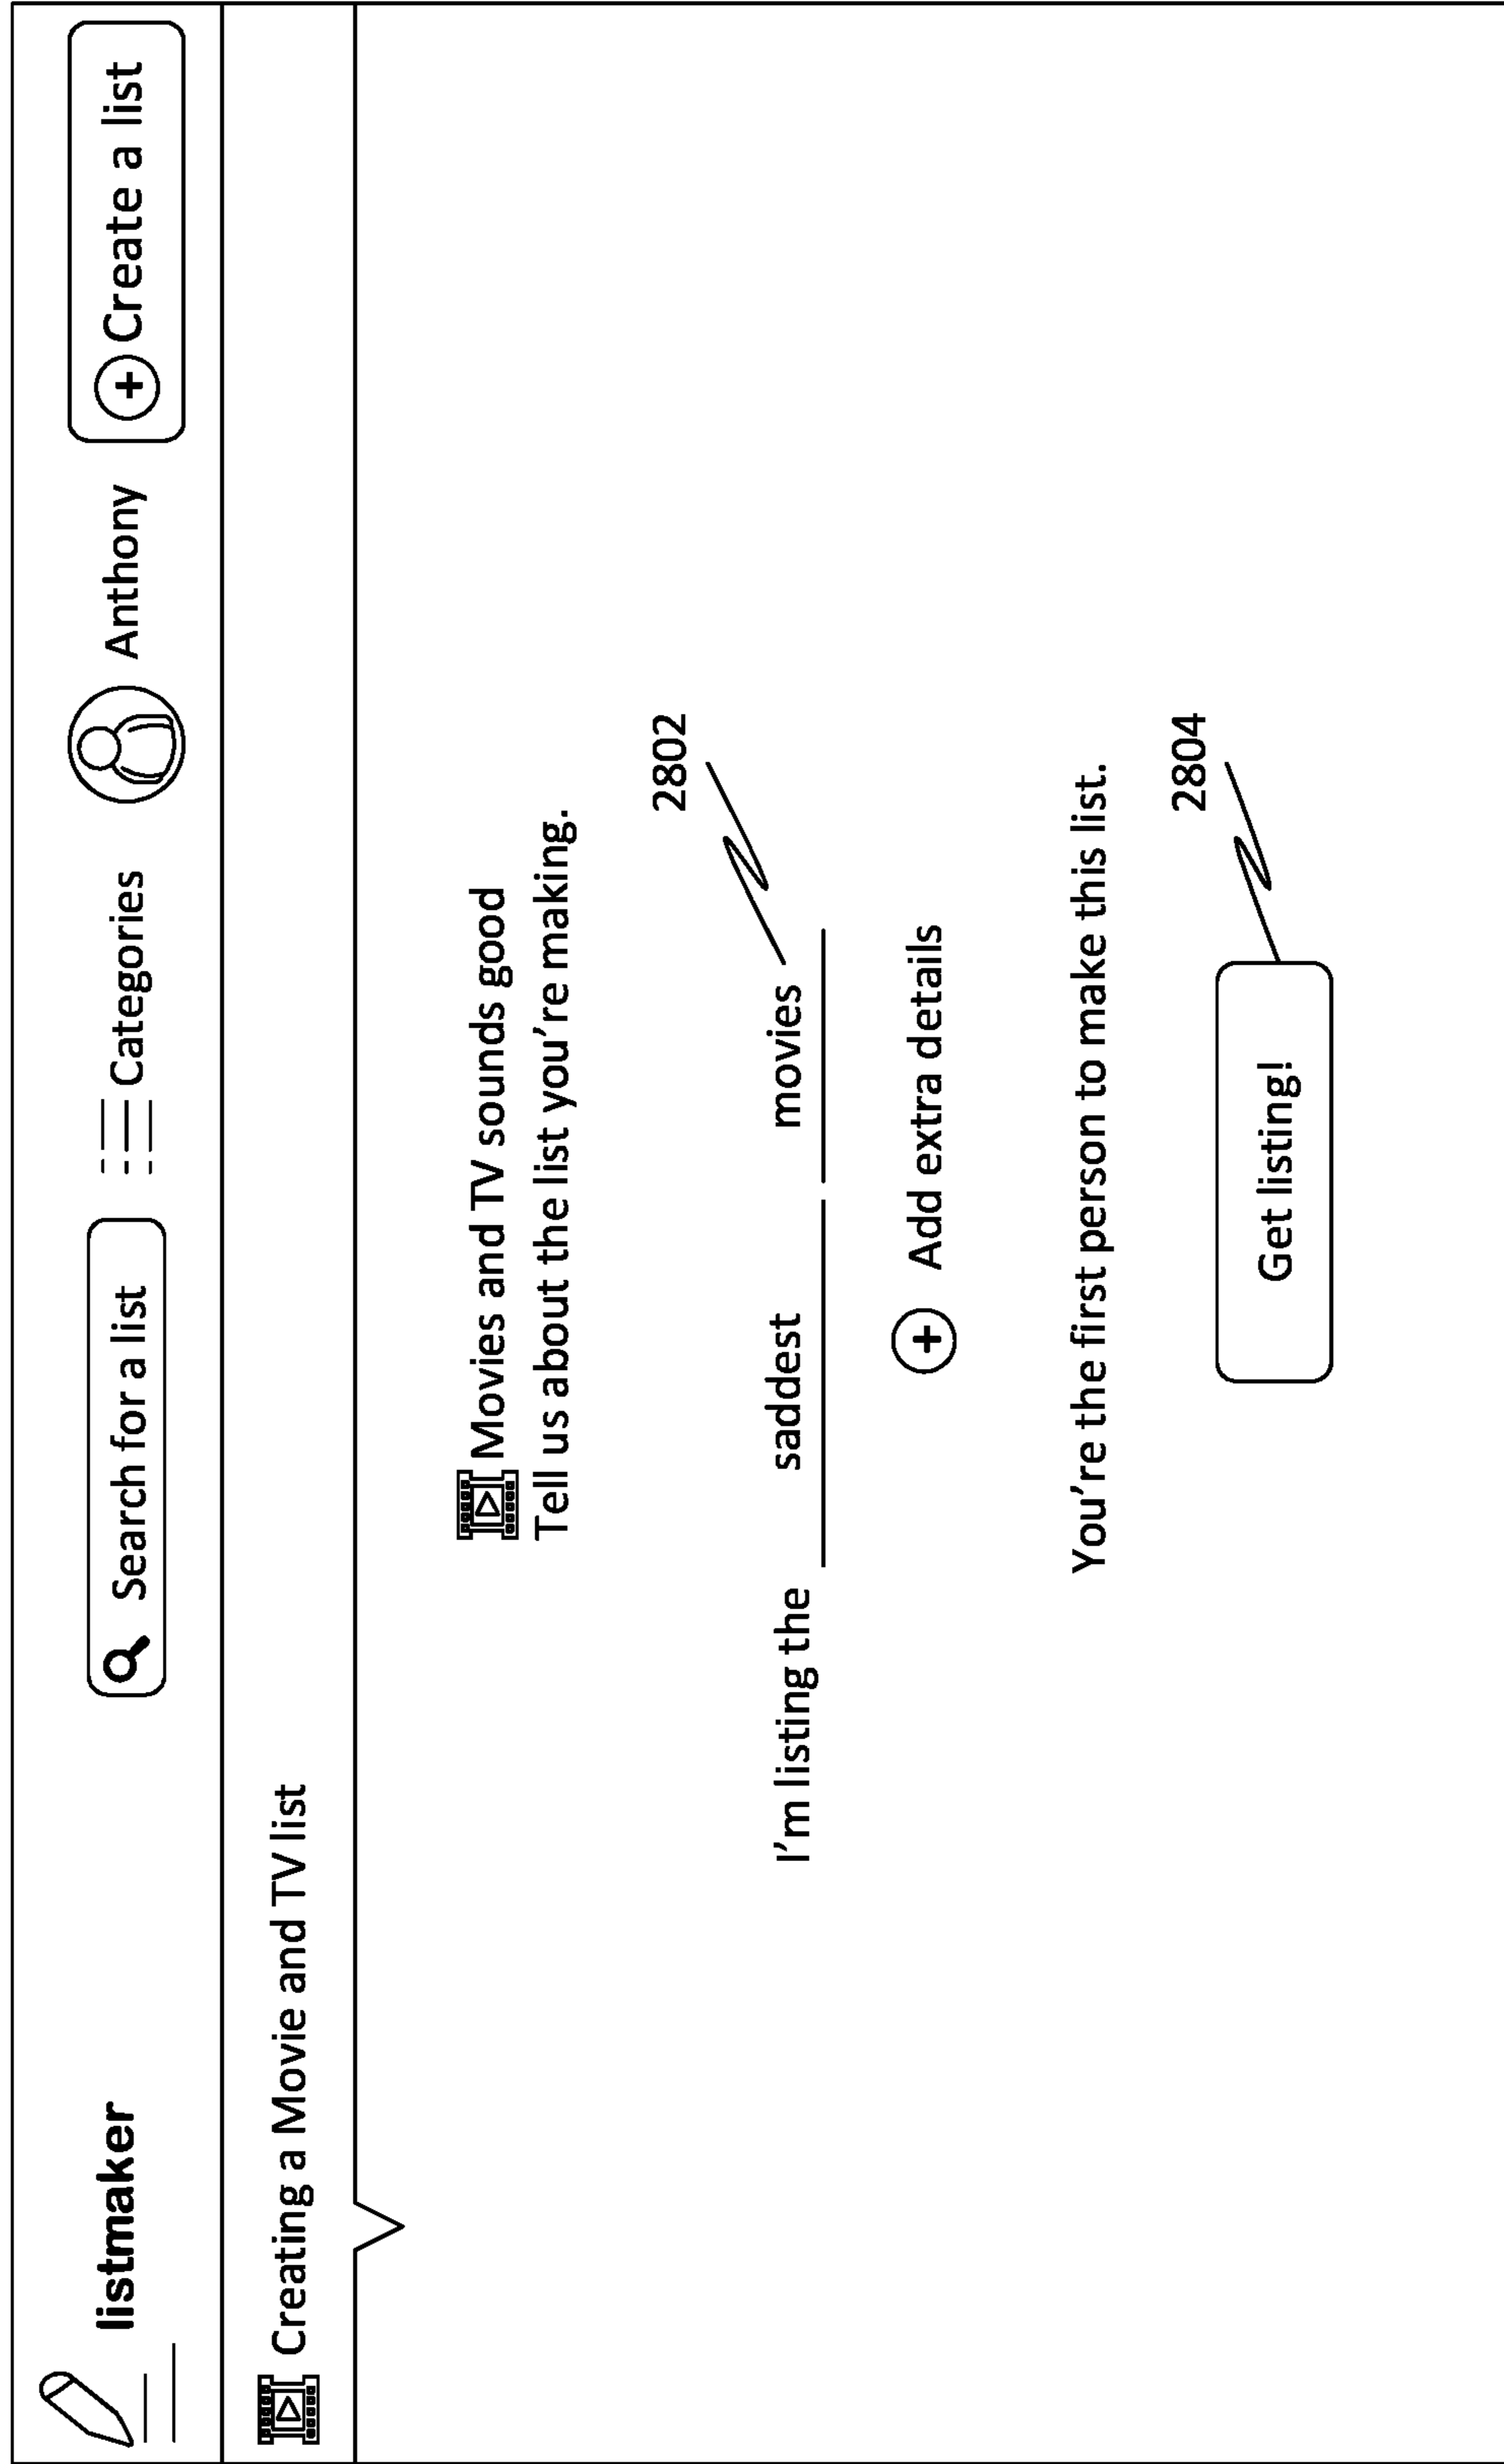 listmaker Search for a list Categories Anthony + Create a list
Creating a Movie and TV list
Movies and TV sounds good
Tell us about the list you're making.
2802
I'm listing the saddest movies
+ Add extra details
You're the first person to make this list.
2804
Get listing!